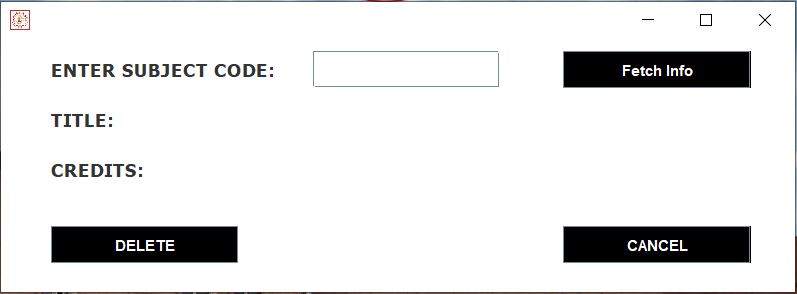 ENTER SUBJECT CODE:
Fetch Info
TITLE:
CREDITS:
DELETE
CANCEL